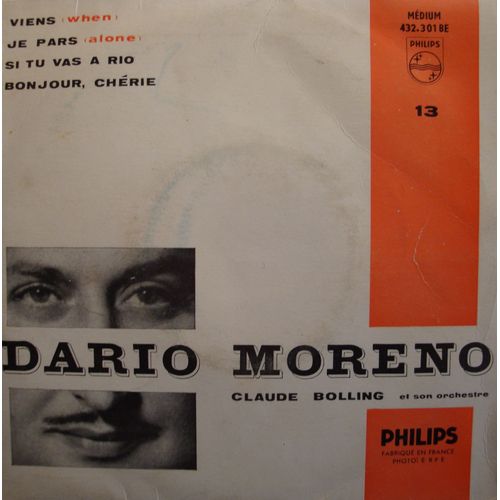 VIENS (when)
JE PARS (alone)
SI TU VAS A RIO
BONJOUR, CHÉRIE
MÉDIUM
432.301 BE
PHILIPS
13
DARIO MORENO
CLAUDE BOLLING et son orchestre
PHILIPS
FABRIQUÉ EN FRANCE
PHOTO: E R P E